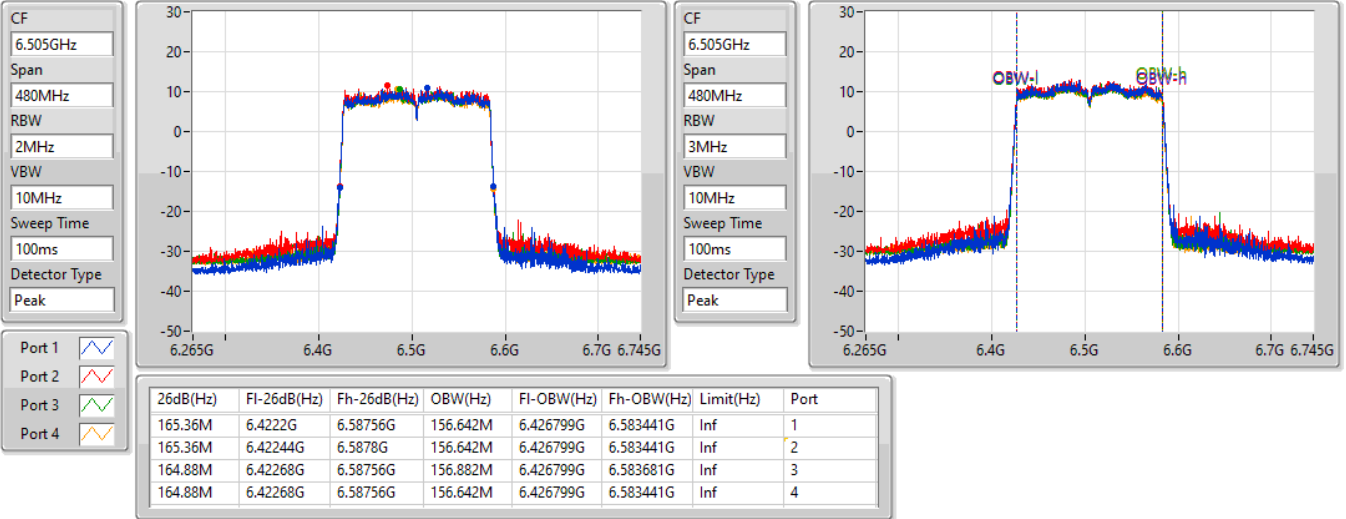 CF
6.505GHz
Span
480MHz
RBW
2MHz
VBW
10MHz
Sweep Time
100ms
Detector Type
Peak
30
20
10
0
-10
-20
-30
-40
-50
6.265G 6.4G 6.5G 6.6G 6.7G 6.745G
CF
6.505GHz
Span
480MHz
RBW
3MHz
VBW
10MHz
Sweep Time
100ms
Detector Type
Peak
30
20
10
0
-10
-20
-30
-40
-50
OBW-l OBW-h
6.265G 6.4G 6.5G 6.6G 6.7G 6.745G
Port 1
Port 2
Port 3
Port 4
26dB(Hz) Fl-26dB(Hz) Fh-26dB(Hz) OBW(Hz) Fl-OBW(Hz) Fh-OBW(Hz) Limit(Hz) Port
165.36M 6.4222G 6.58756G 156.642M 6.426799G 6.583441G Inf 1
165.36M 6.42244G 6.5878G 156.642M 6.426799G 6.583441G Inf 2
164.88M 6.42268G 6.58756G 156.882M 6.426799G 6.583681G Inf 3
164.88M 6.42268G 6.58756G 156.642M 6.426799G 6.583441G Inf 4